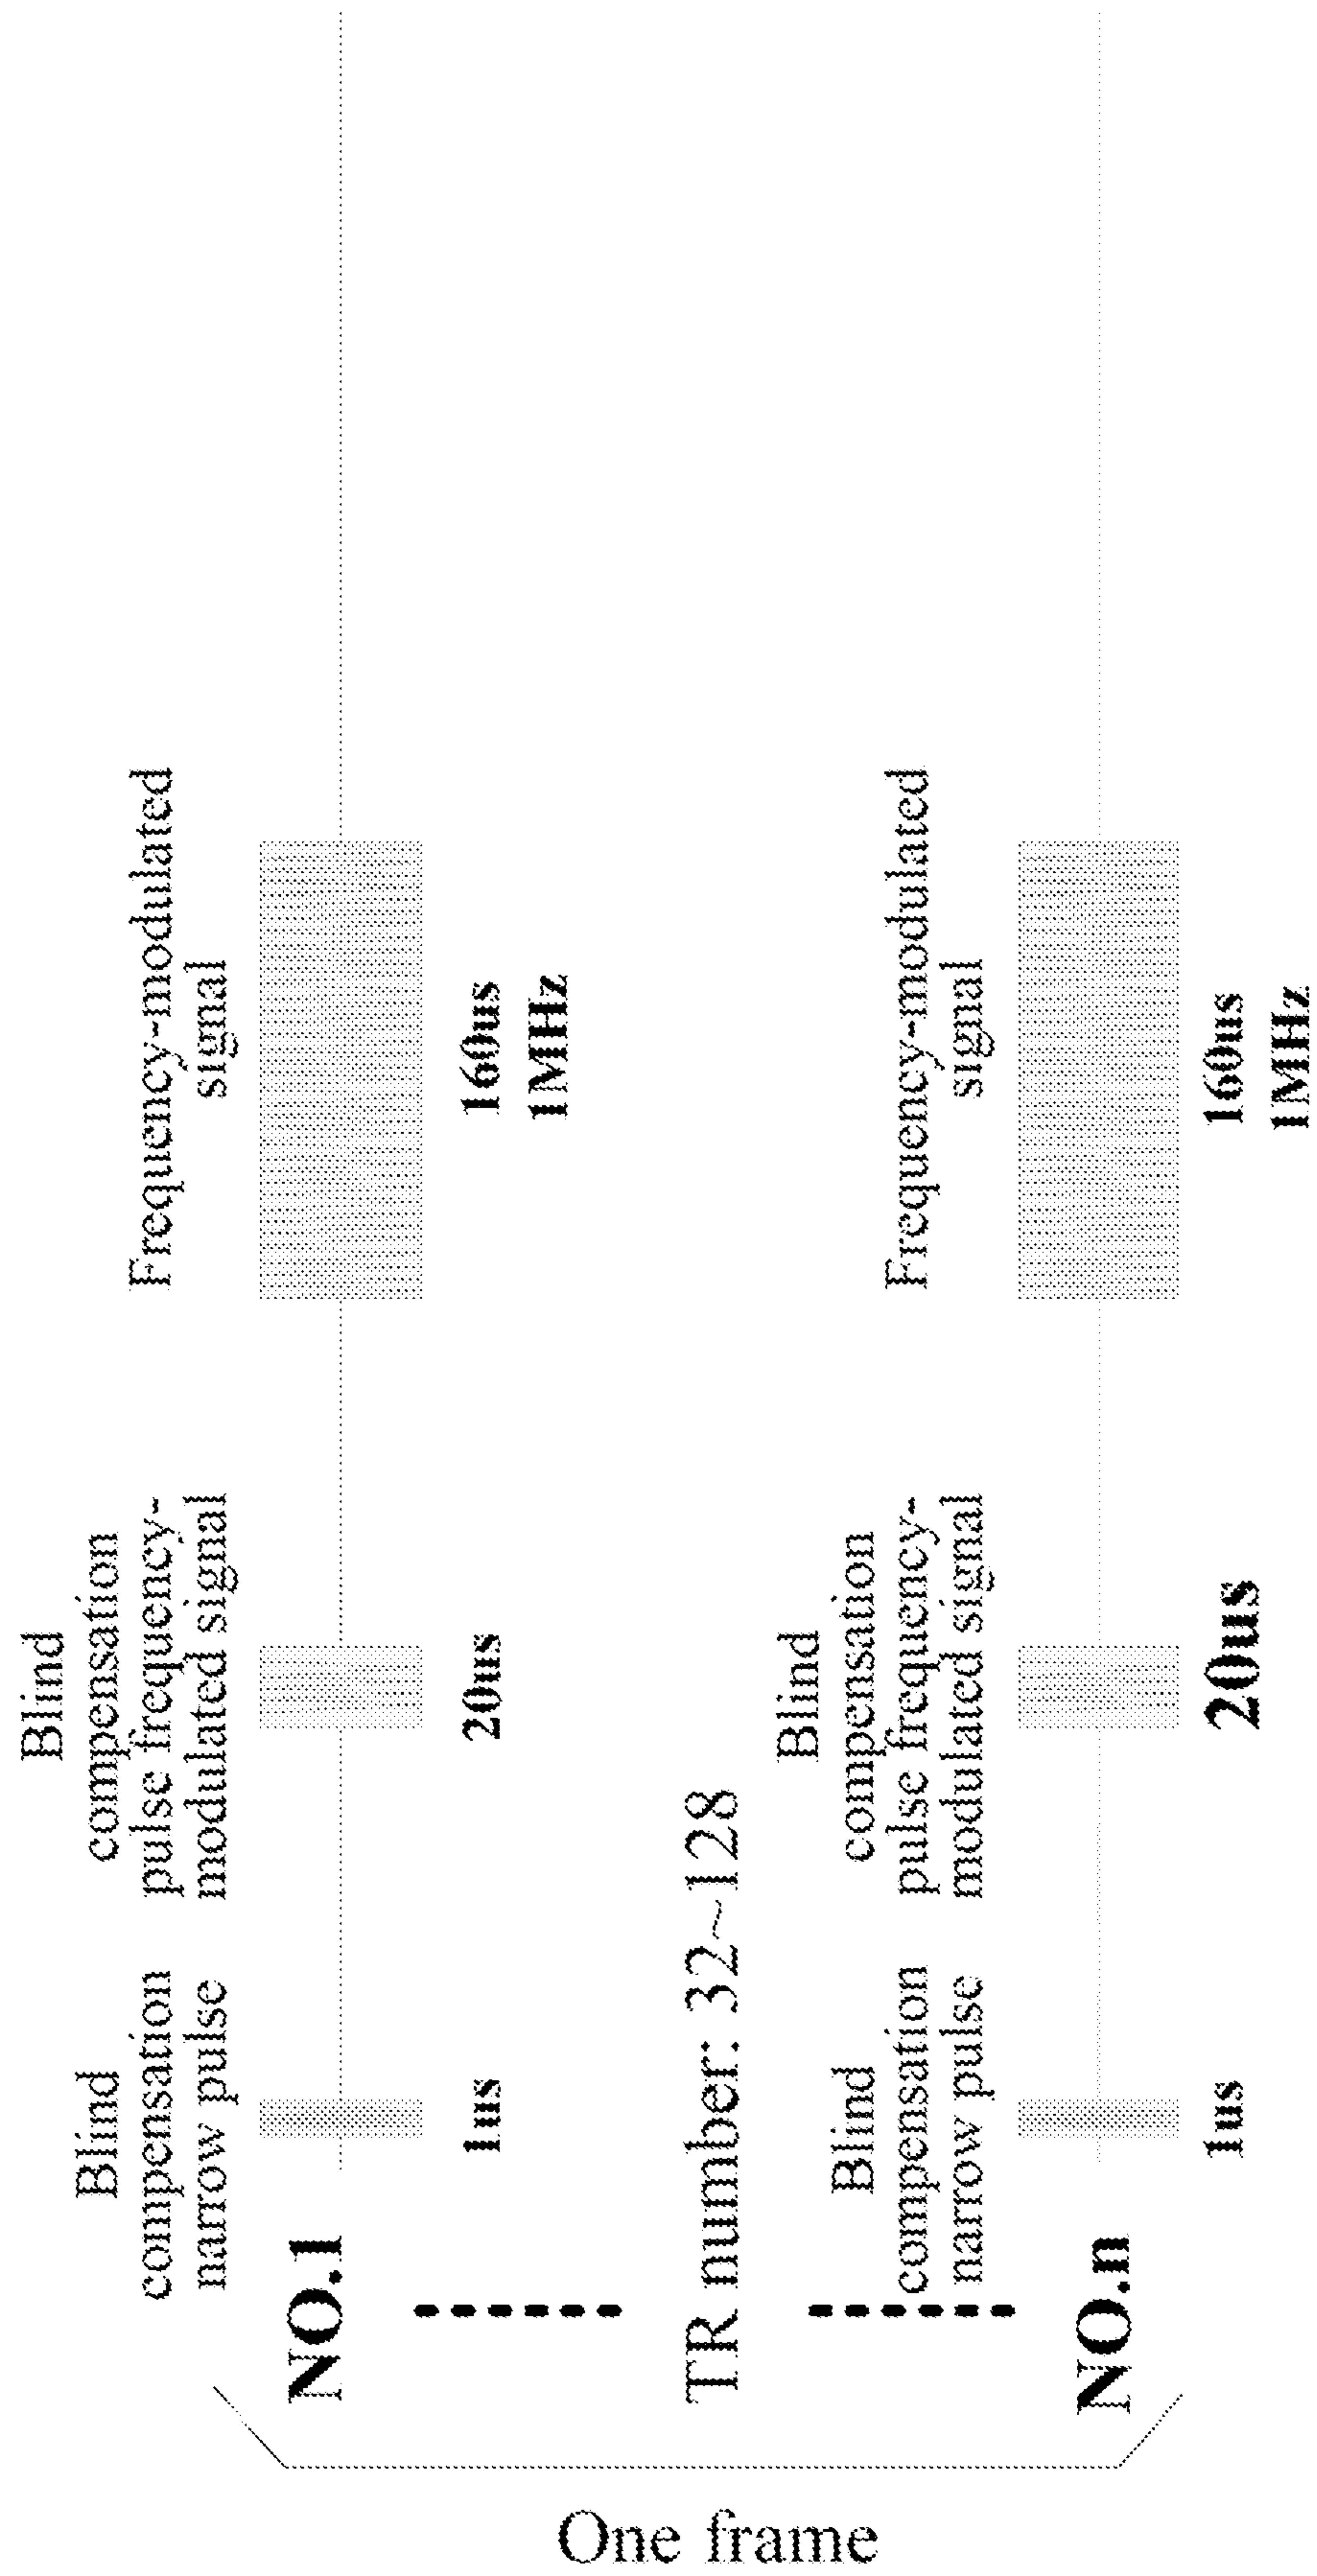 One frame
NO.1
Blind
compensation
narrow pulse
1us
Blind
compensation
pulse frequency-
modulated signal
20us
Frequency-modulated
signal
160us
1MHz
TR number: 32~128
NO.n
Blind
compensation
narrow pulse
1us
Blind
compensation
pulse frequency-
modulated signal
20us
Frequency-modulated
signal
160us
1MHz